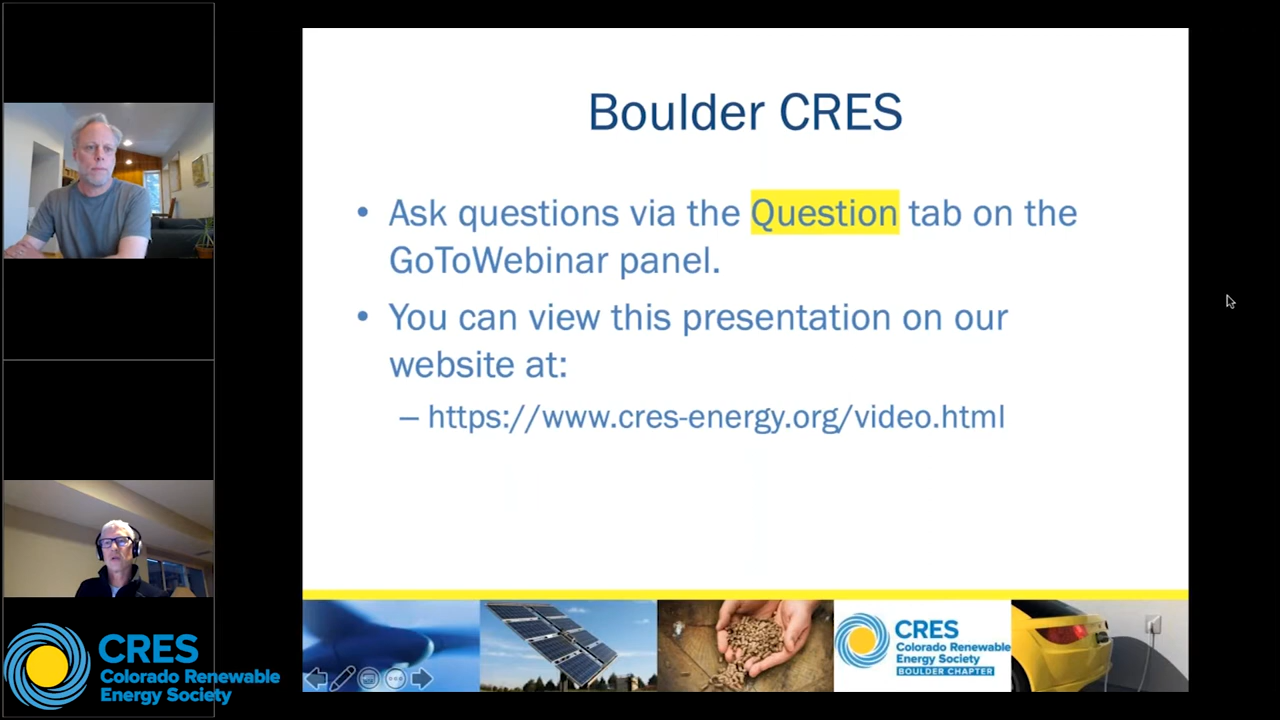 Boulder CRES
• Ask questions via the Question tab on the
GoToWebinar panel.
• You can view this presentation on our
website at:
– https://www.cres-energy.org/video.html
CRES
Colorado Renewable
Energy Society
BOULDER CHAPTER
CRES
Colorado Renewable
Energy Society